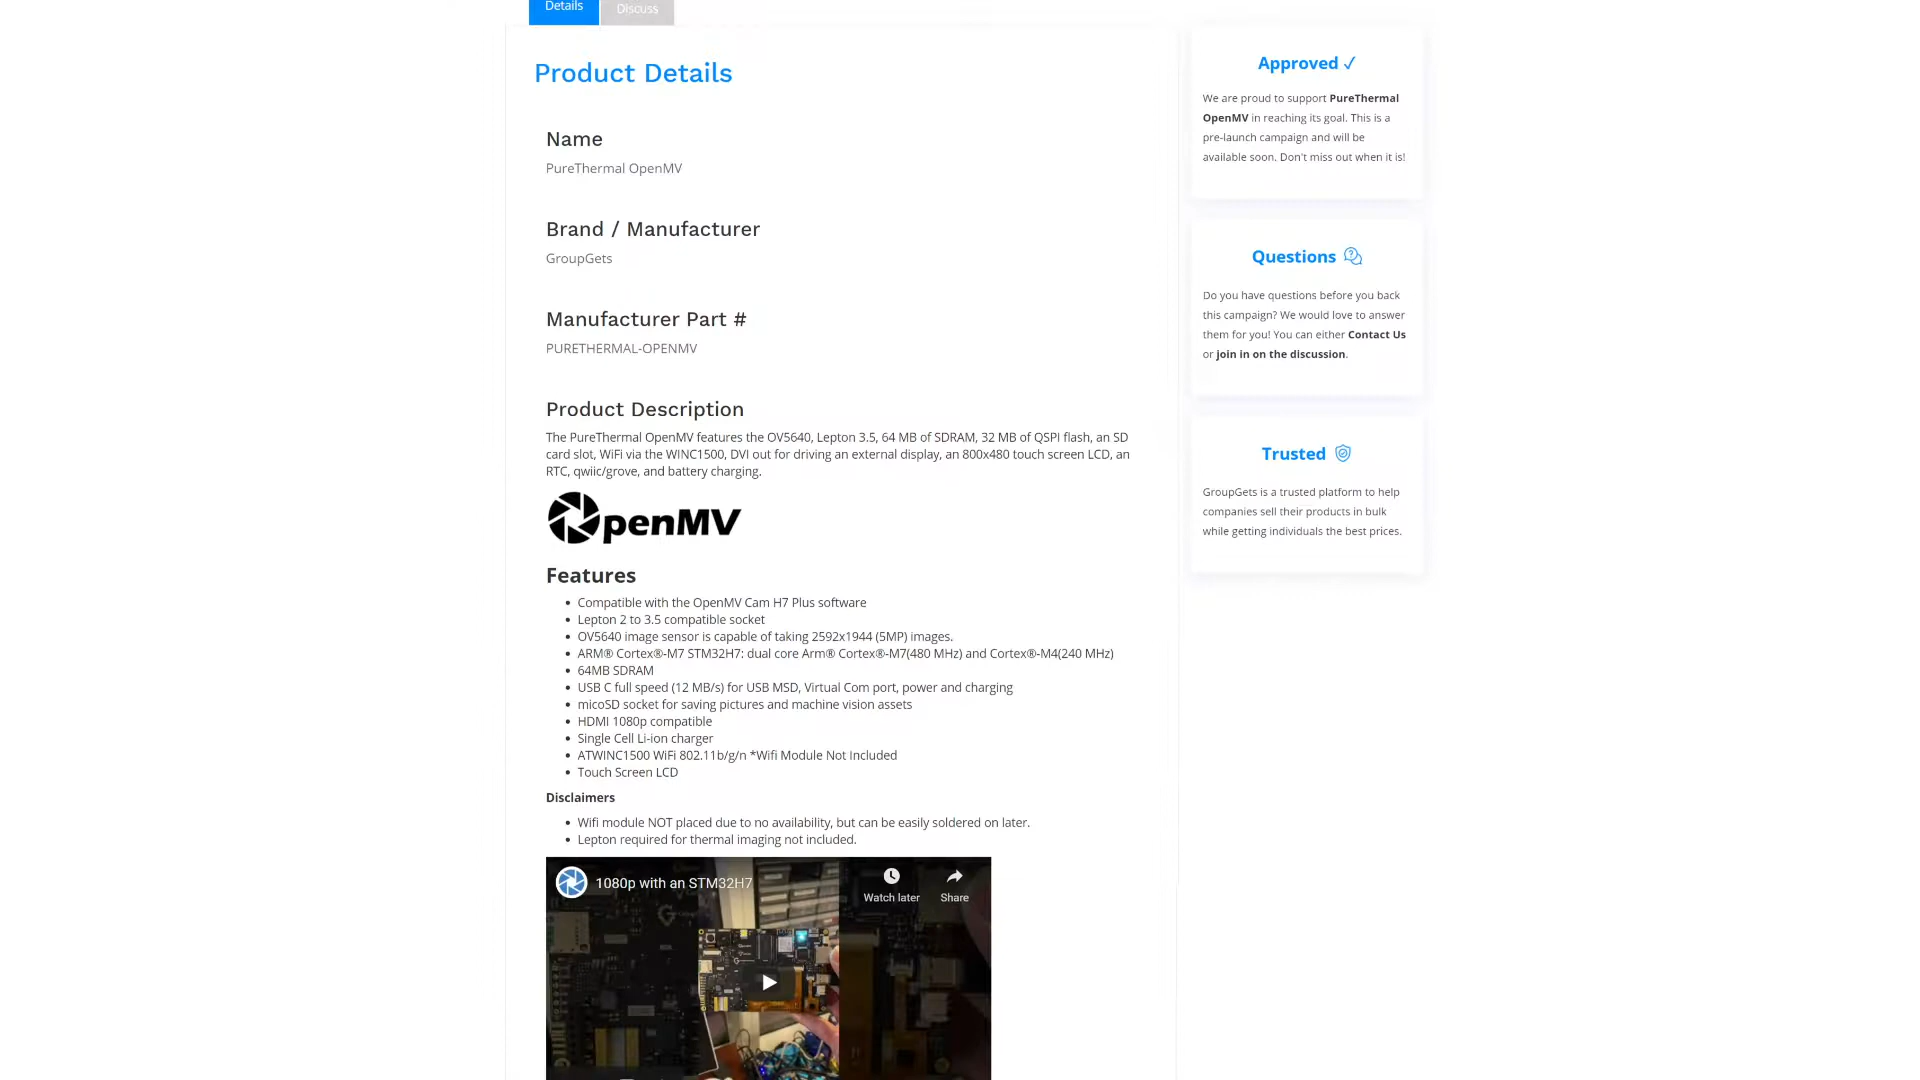 Details
Discuss
Product Details
Name
PureThermal OpenMV
Brand / Manufacturer
GroupGets
Manufacturer Part #
PURETHERMAL-OPENMV
Product Description
The PureThermal OpenMV features the OV5640, Lepton 3.5, 64 MB of SDRAM, 32 MB of QSPI flash, an SD
card slot, WiFi via the WINC1500, DVI out for driving an external display, an 800x480 touch screen LCD, an
RTC, qwiic/grove, and battery charging.
OpenMV
Features
Compatible with the OpenMV Cam H7 Plus software
Lepton 2 to 3.5 compatible socket
OV5640 image sensor is capable of taking 2592x1944 (5MP) images.
ARM® Cortex®-M7 STM32H7: dual core Arm® Cortex®-M7(480 MHz) and Cortex®-M4(240 MHz)
64MB SDRAM
USB C full speed (12 MB/s) for USB MSD, Virtual Com port, power and charging
micoSD socket for saving pictures and machine vision assets
HDMI 1080p compatible
Single Cell Li-ion charger
ATWINC1500 WiFi 802.11b/g/n *Wifi Module Not Included
Touch Screen LCD
Disclaimers
Wifi module NOT placed due to no availability, but can be easily soldered on later.
Lepton required for thermal imaging not included.
1080p with an STM32H7
Watch later
Share
Approved ✓
We are proud to support PureThermal
OpenMV in reaching its goal. This is a
pre-launch campaign and will be
available soon. Don't miss out when it is!
Questions
Do you have questions before you back
this campaign? We would love to answer
them for you! You can either Contact Us
or join in on the discussion.
Trusted
GroupGets is a trusted platform to help
companies sell their products in bulk
while getting individuals the best prices.